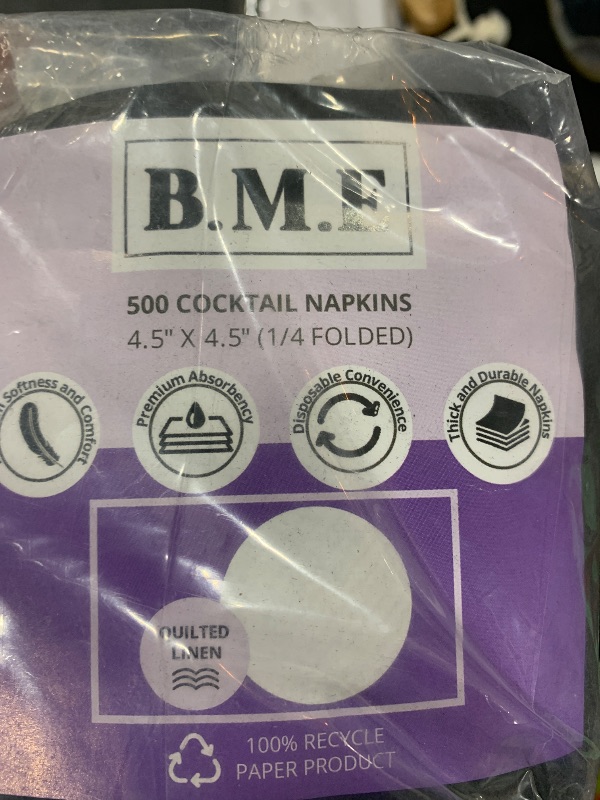 B.M.E
500 COCKTAIL NAPKINS
4.5" X 4.5" (1/4 FOLDED)
Softness and Comfort
Premium Absorbency
Disposable Convenience
Thick and Durable Napkins
QUILTED
LINEN
100% RECYCLE
PAPER PRODUCT